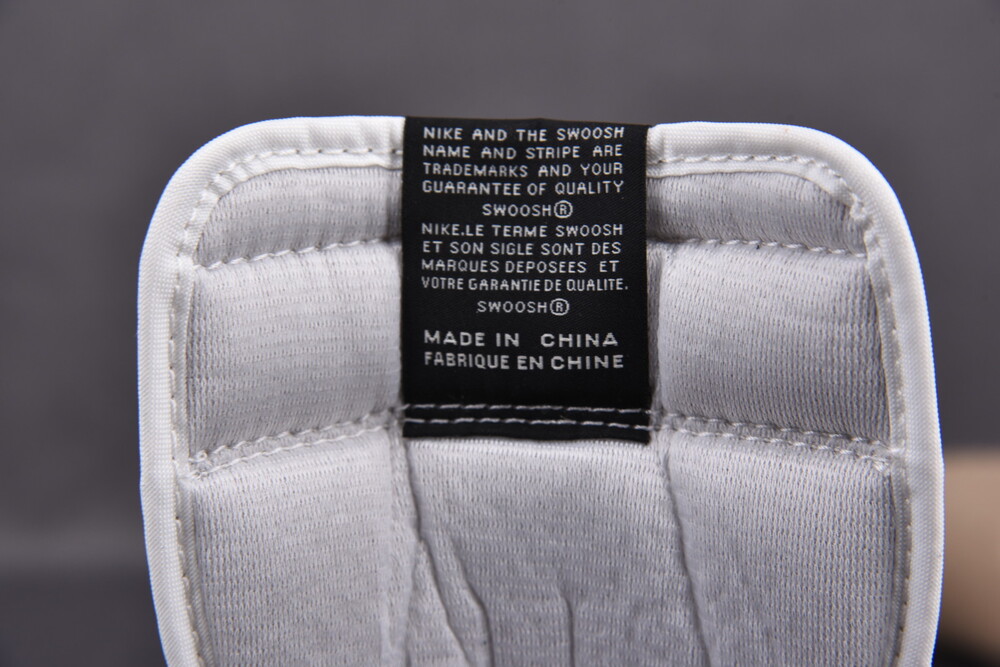 NIKE AND THE SWOOSH
NAME AND STRIPE ARE
TRADEMARKS AND YOUR
GUARANTEE OF QUALITY
SWOOSH®
NIKE.LE TERME SWOOSH
ET SON SIGLE SONT DES
MARQUES DEPOSEES ET
VOTRE GARANTIE DE QUALITE.
SWOOSH®
MADE IN CHINA
FABRIQUE EN CHINE